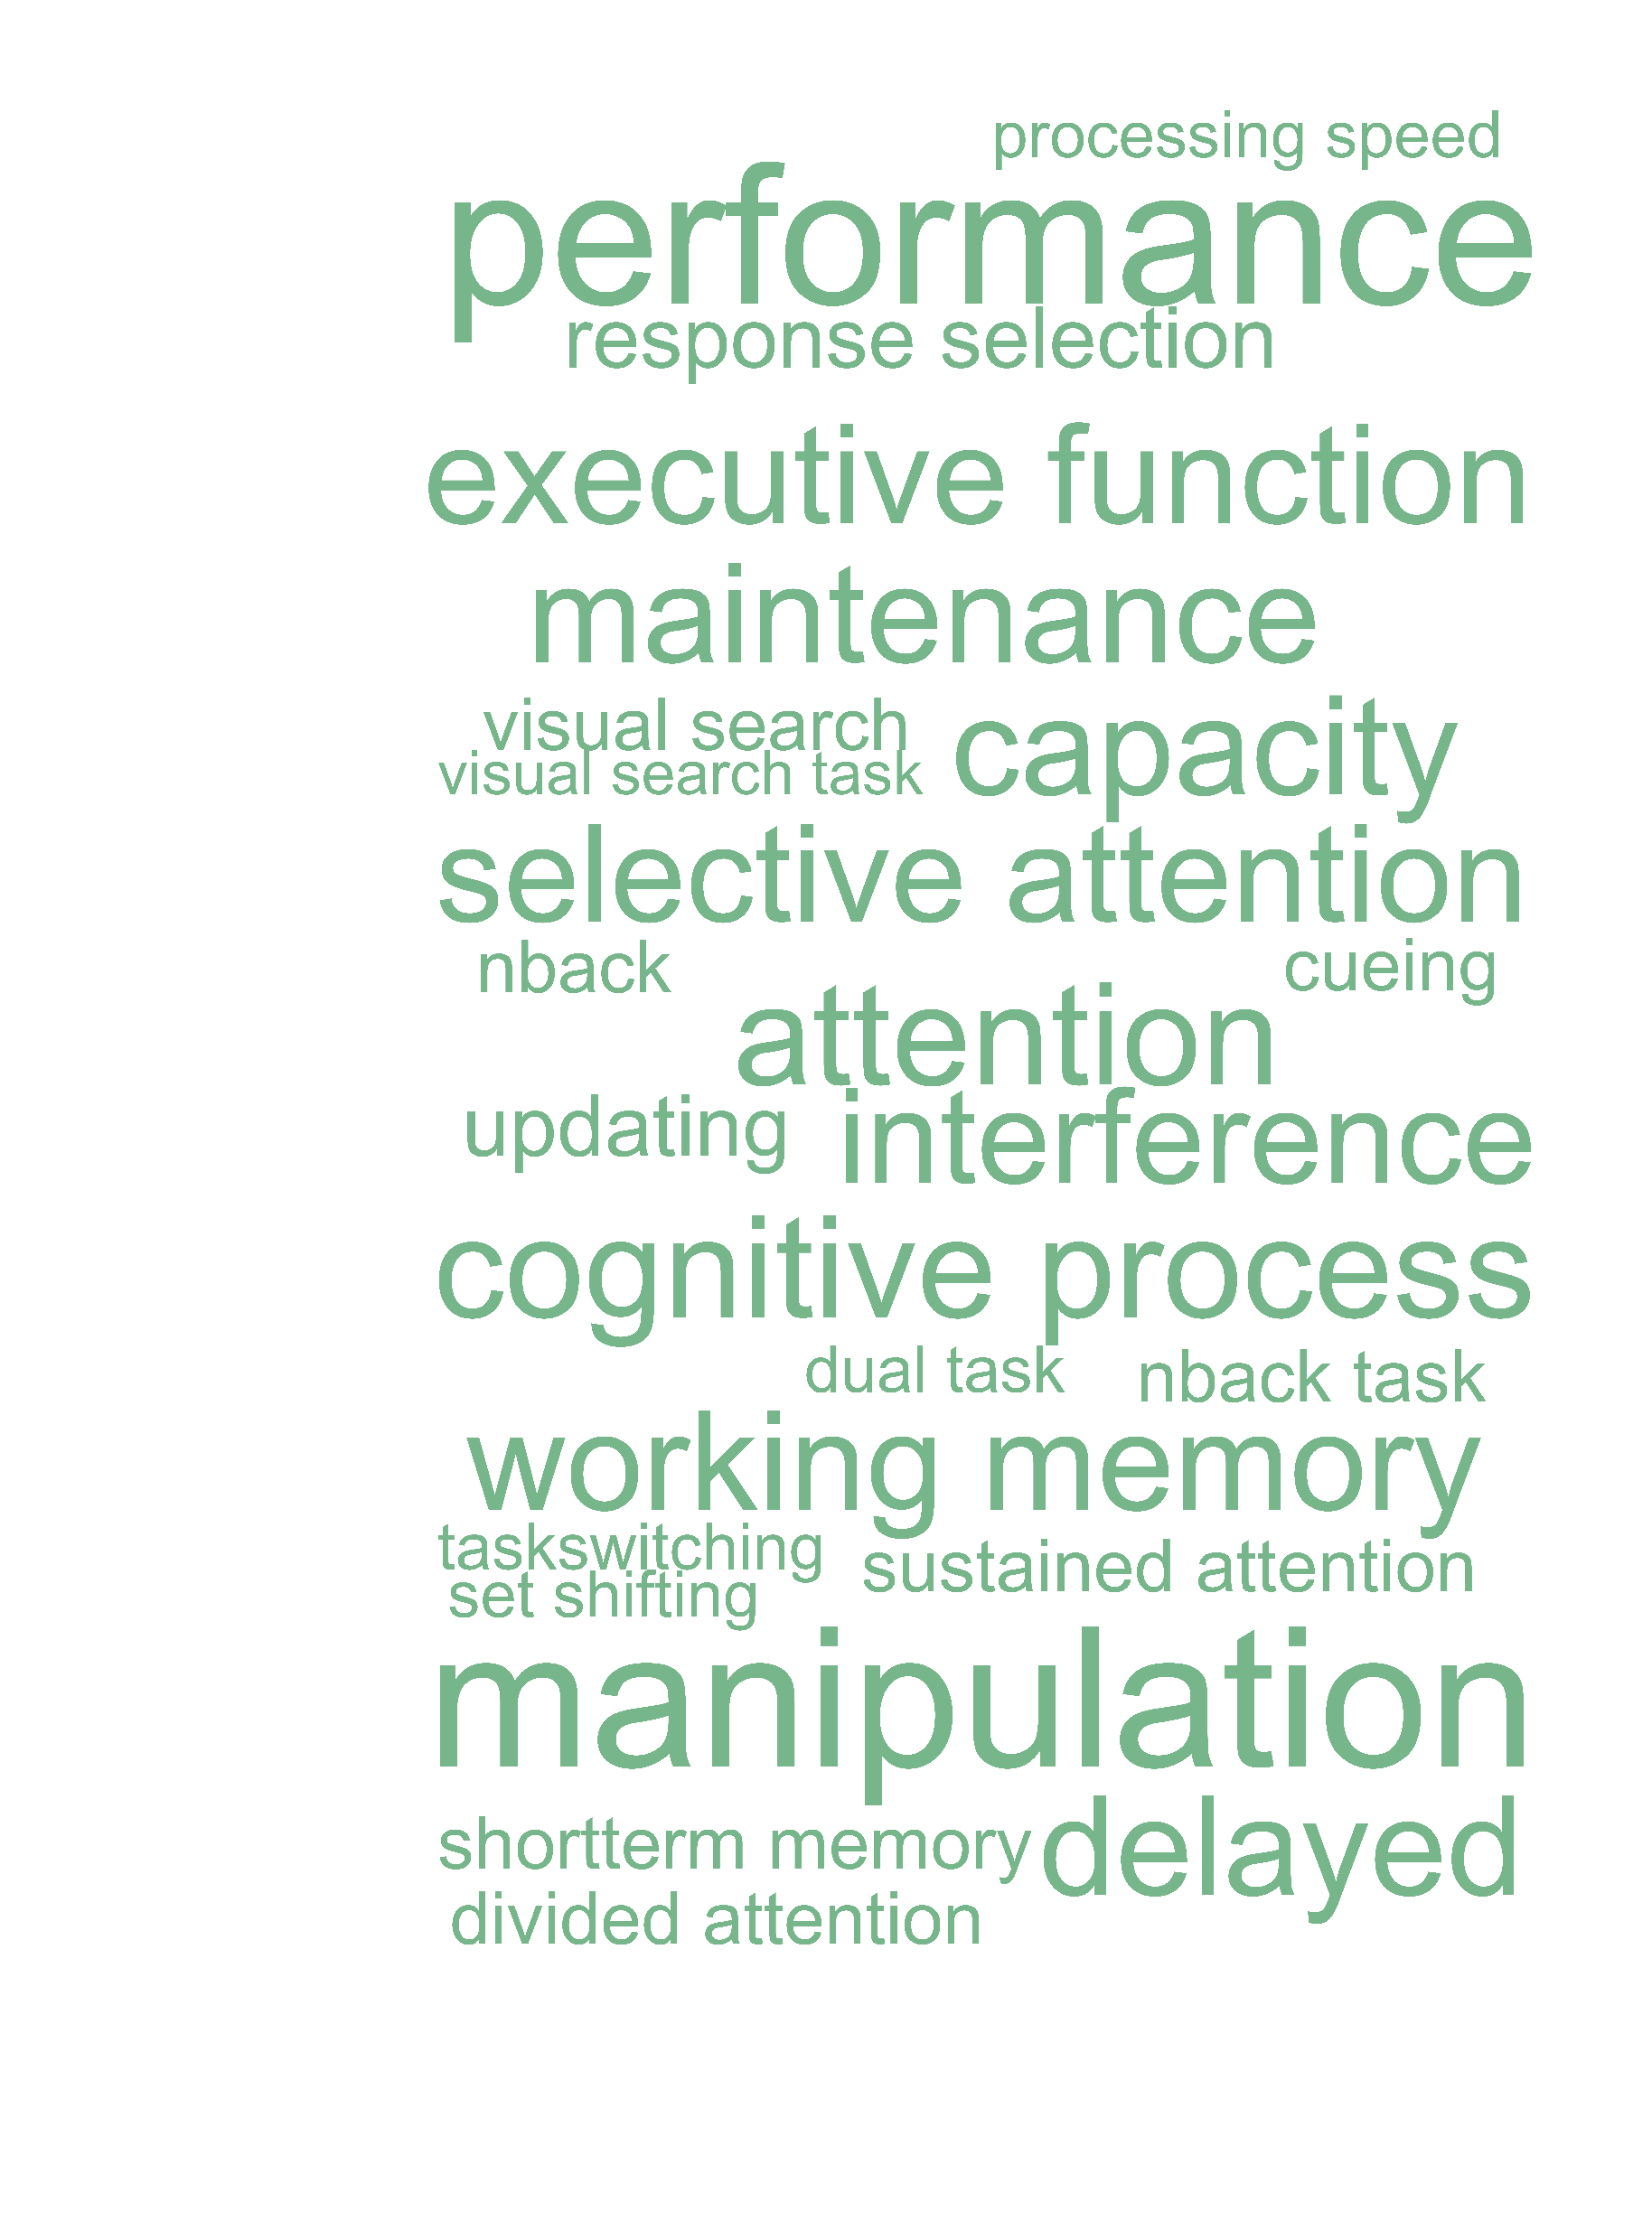 processing speed
performance
response selection
executive function
maintenance
visual search
capacity
visual search task
selective attention
nback
cueing
attention
updating
interference
cognitive process
dual task
nback task
working memory
taskswitching
sustained attention
set shifting
manipulation
shortterm memory
delayed
divided attention